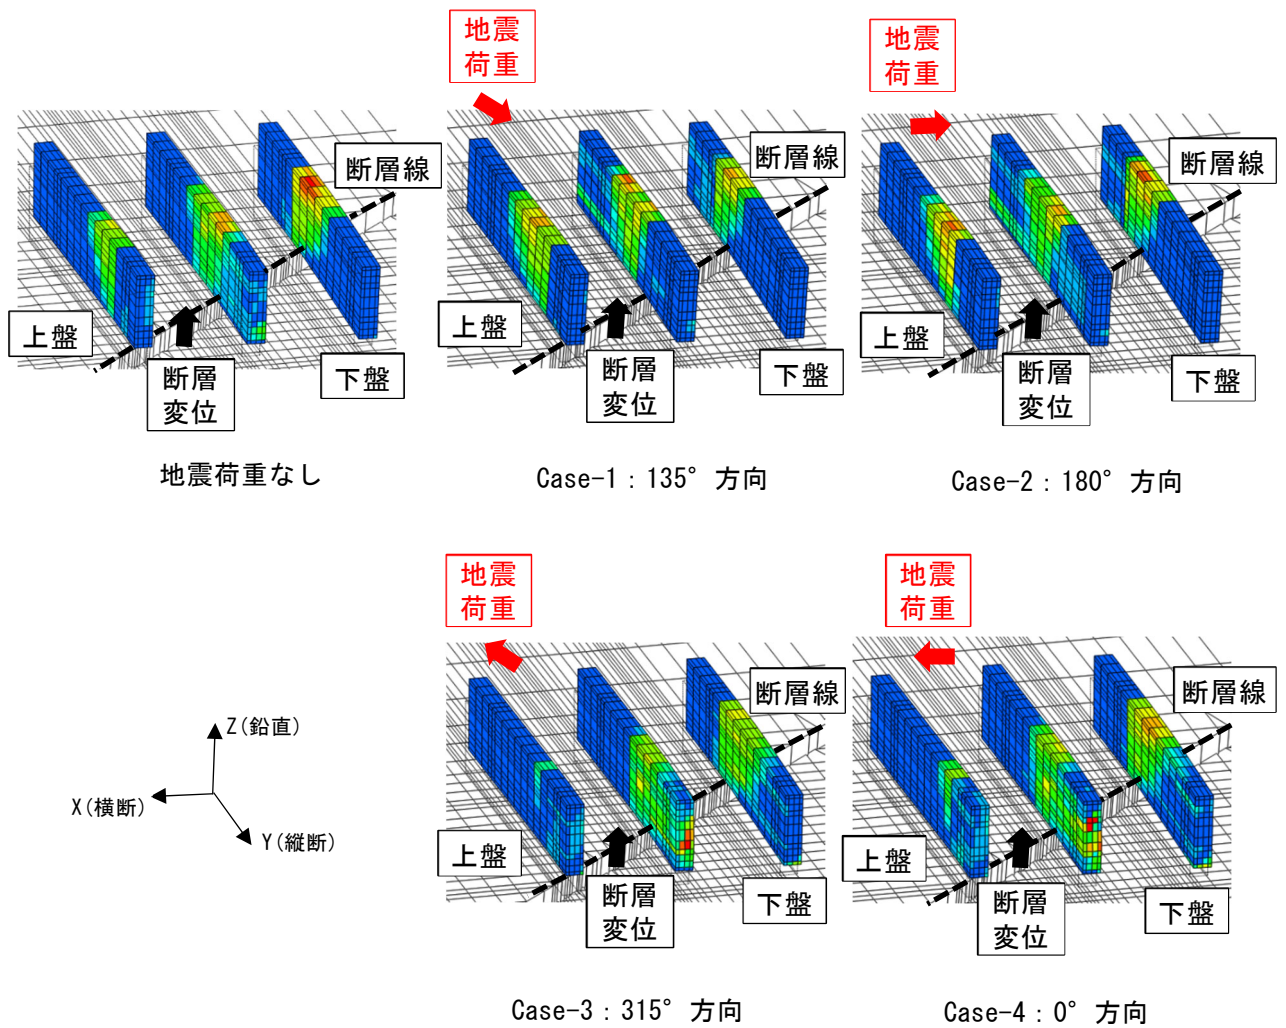 地震
荷重
断層線
上盤
断層
変位
下盤
地震荷重なし
地震
荷重
断層線
上盤
断層
変位
下盤
Case-1：135° 方向
地震
荷重
断層線
上盤
断層
変位
下盤
Case-2：180° 方向
Z(鉛直)
X(横断)
Y(縦断)
地震
荷重
断層線
上盤
断層
変位
下盤
Case-3：315° 方向
地震
荷重
断層線
上盤
断層
変位
下盤
Case-4：0° 方向